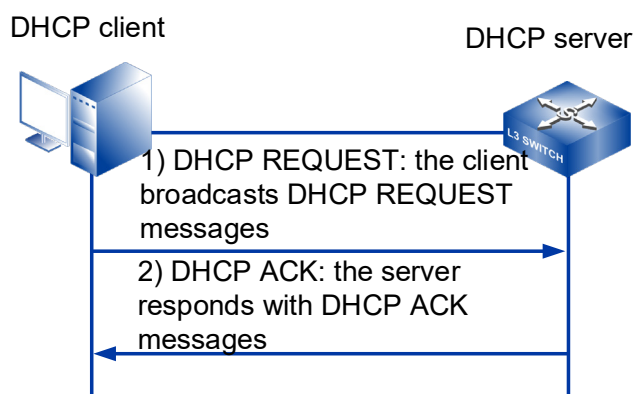 DHCP client
DHCP server
L3 SWITCH
1) DHCP REQUEST: the client
broadcasts DHCP REQUEST
messages
2) DHCP ACK: the server
responds with DHCP ACK
messages